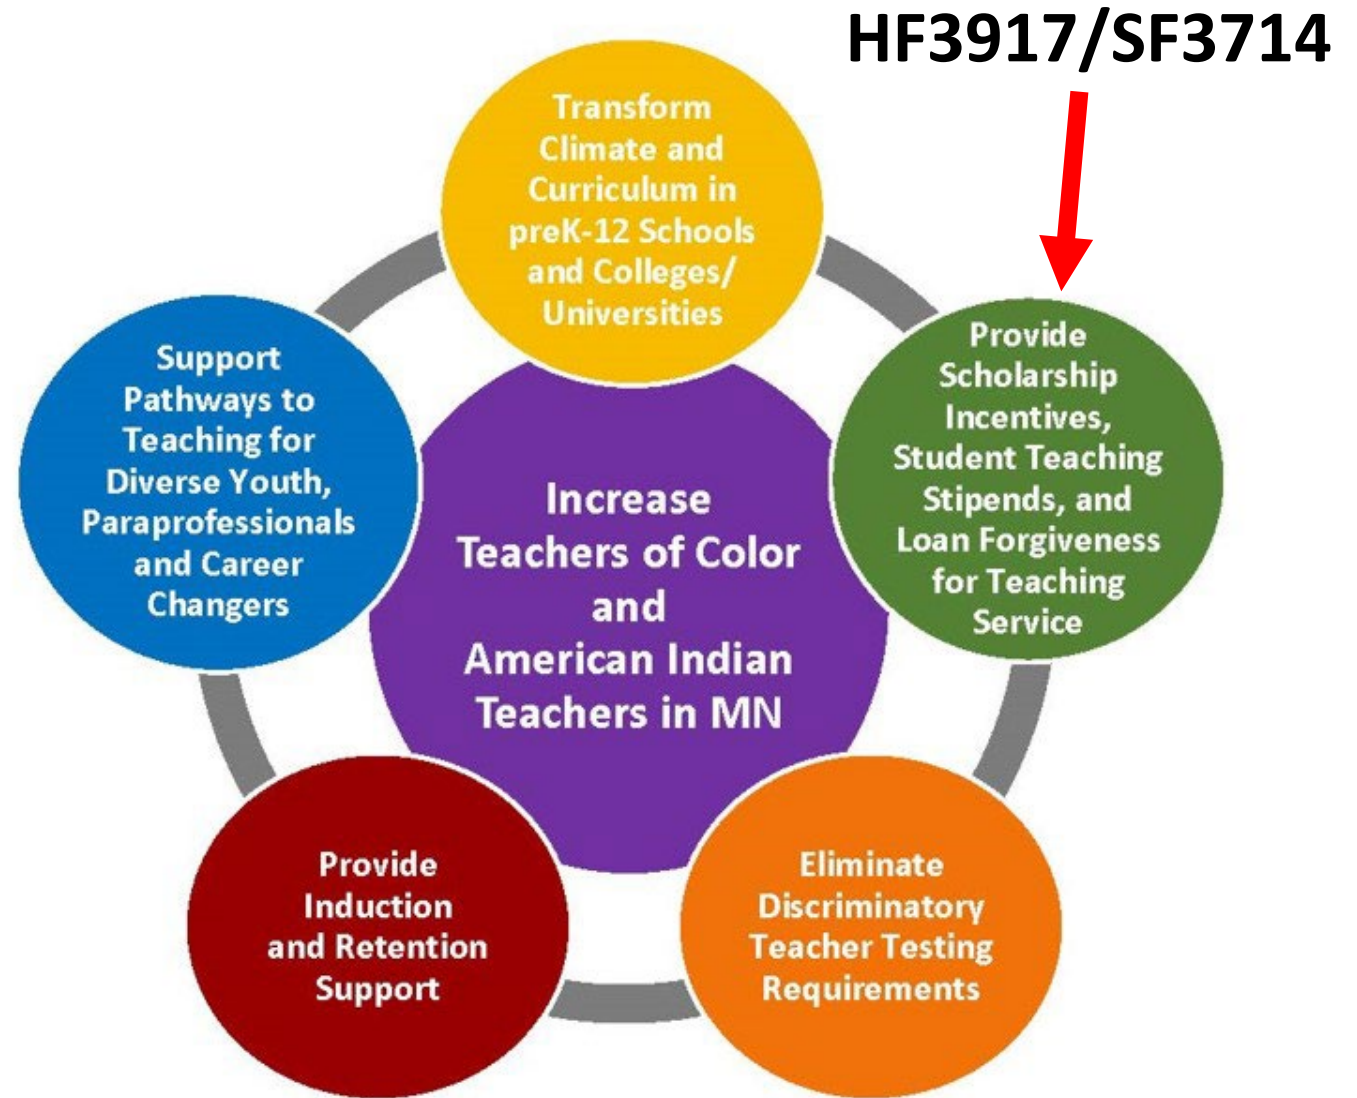 HF3917/SF3714
Transform
Climate and
Curriculum in
preK-12 Schools
and Colleges/
Universities
Provide
Scholarship
Incentives,
Student Teaching
Stipends, and
Loan Forgiveness
for Teaching
Service
Support
Pathways to
Teaching for
Diverse Youth,
Paraprofessionals
and Career
Changers
Increase
Teachers of Color
and
American Indian
Teachers in MN
Provide
Induction
and Retention
Support
Eliminate
Discriminatory
Teacher Testing
Requirements